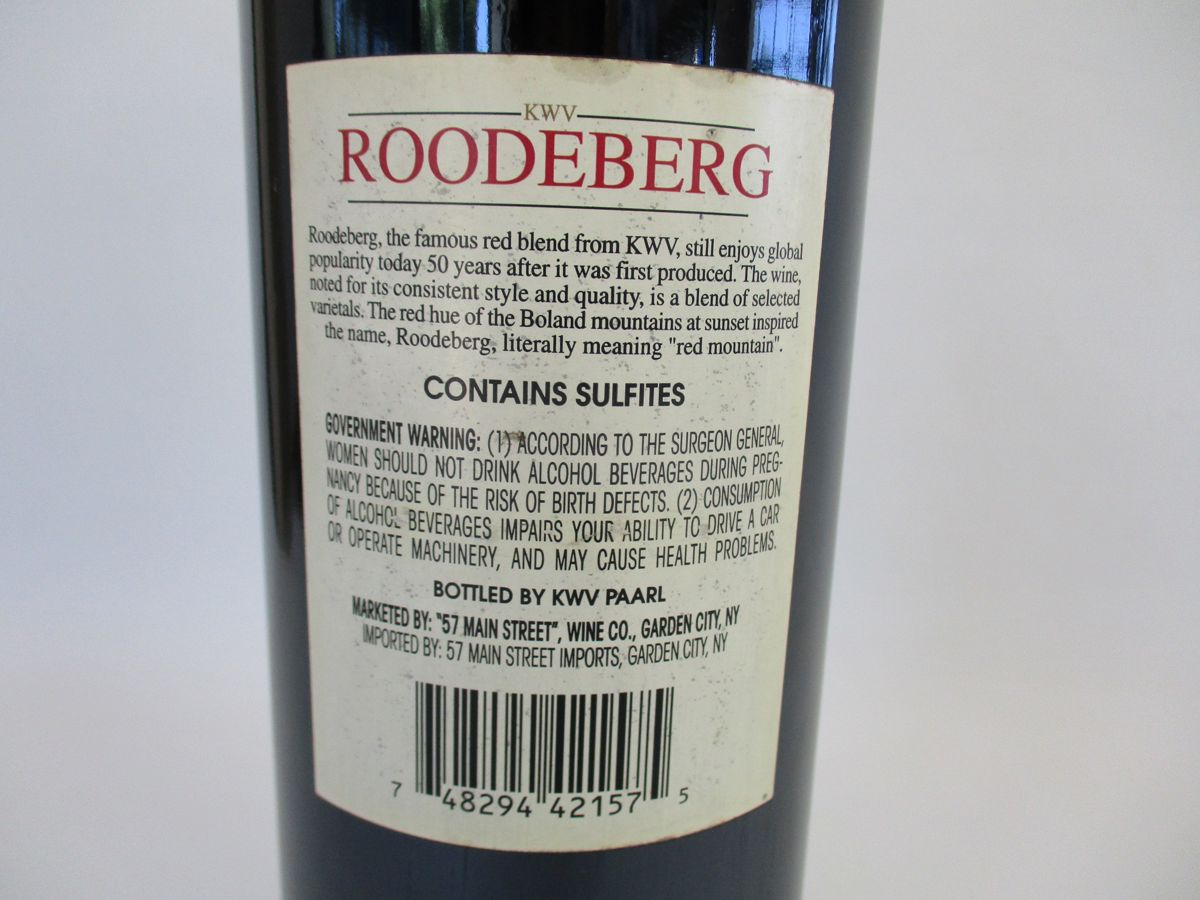 KWV
ROODEBERG
Roodeberg, the famous red blend from KWV, still enjoys global
popularity today 50 years after it was first produced. The wine,
noted for its consistent style and quality, is a blend of selected
varietals. The red hue of the Boland mountains at sunset inspired
the name, Roodeberg, literally meaning "red mountain".
CONTAINS SULFITES
GOVERNMENT WARNING: (1) ACCORDING TO THE SURGEON GENERAL,
WOMEN SHOULD NOT DRINK ALCOHOL BEVERAGES DURING PREG-
NANCY BECAUSE OF THE RISK OF BIRTH DEFECTS. (2) CONSUMPTION
OF ALCOHOL BEVERAGES IMPAIRS YOUR ABILITY TO DRIVE A CAR
OR OPERATE MACHINERY, AND MAY CAUSE HEALTH PROBLEMS.
BOTTLED BY KWV PAARL
MARKETED BY: "57 MAIN STREET", WINE CO., GARDEN CITY, NY
IMPORTED BY: 57 MAIN STREET IMPORTS, GARDEN CITY, NY
7 48294 42157 5